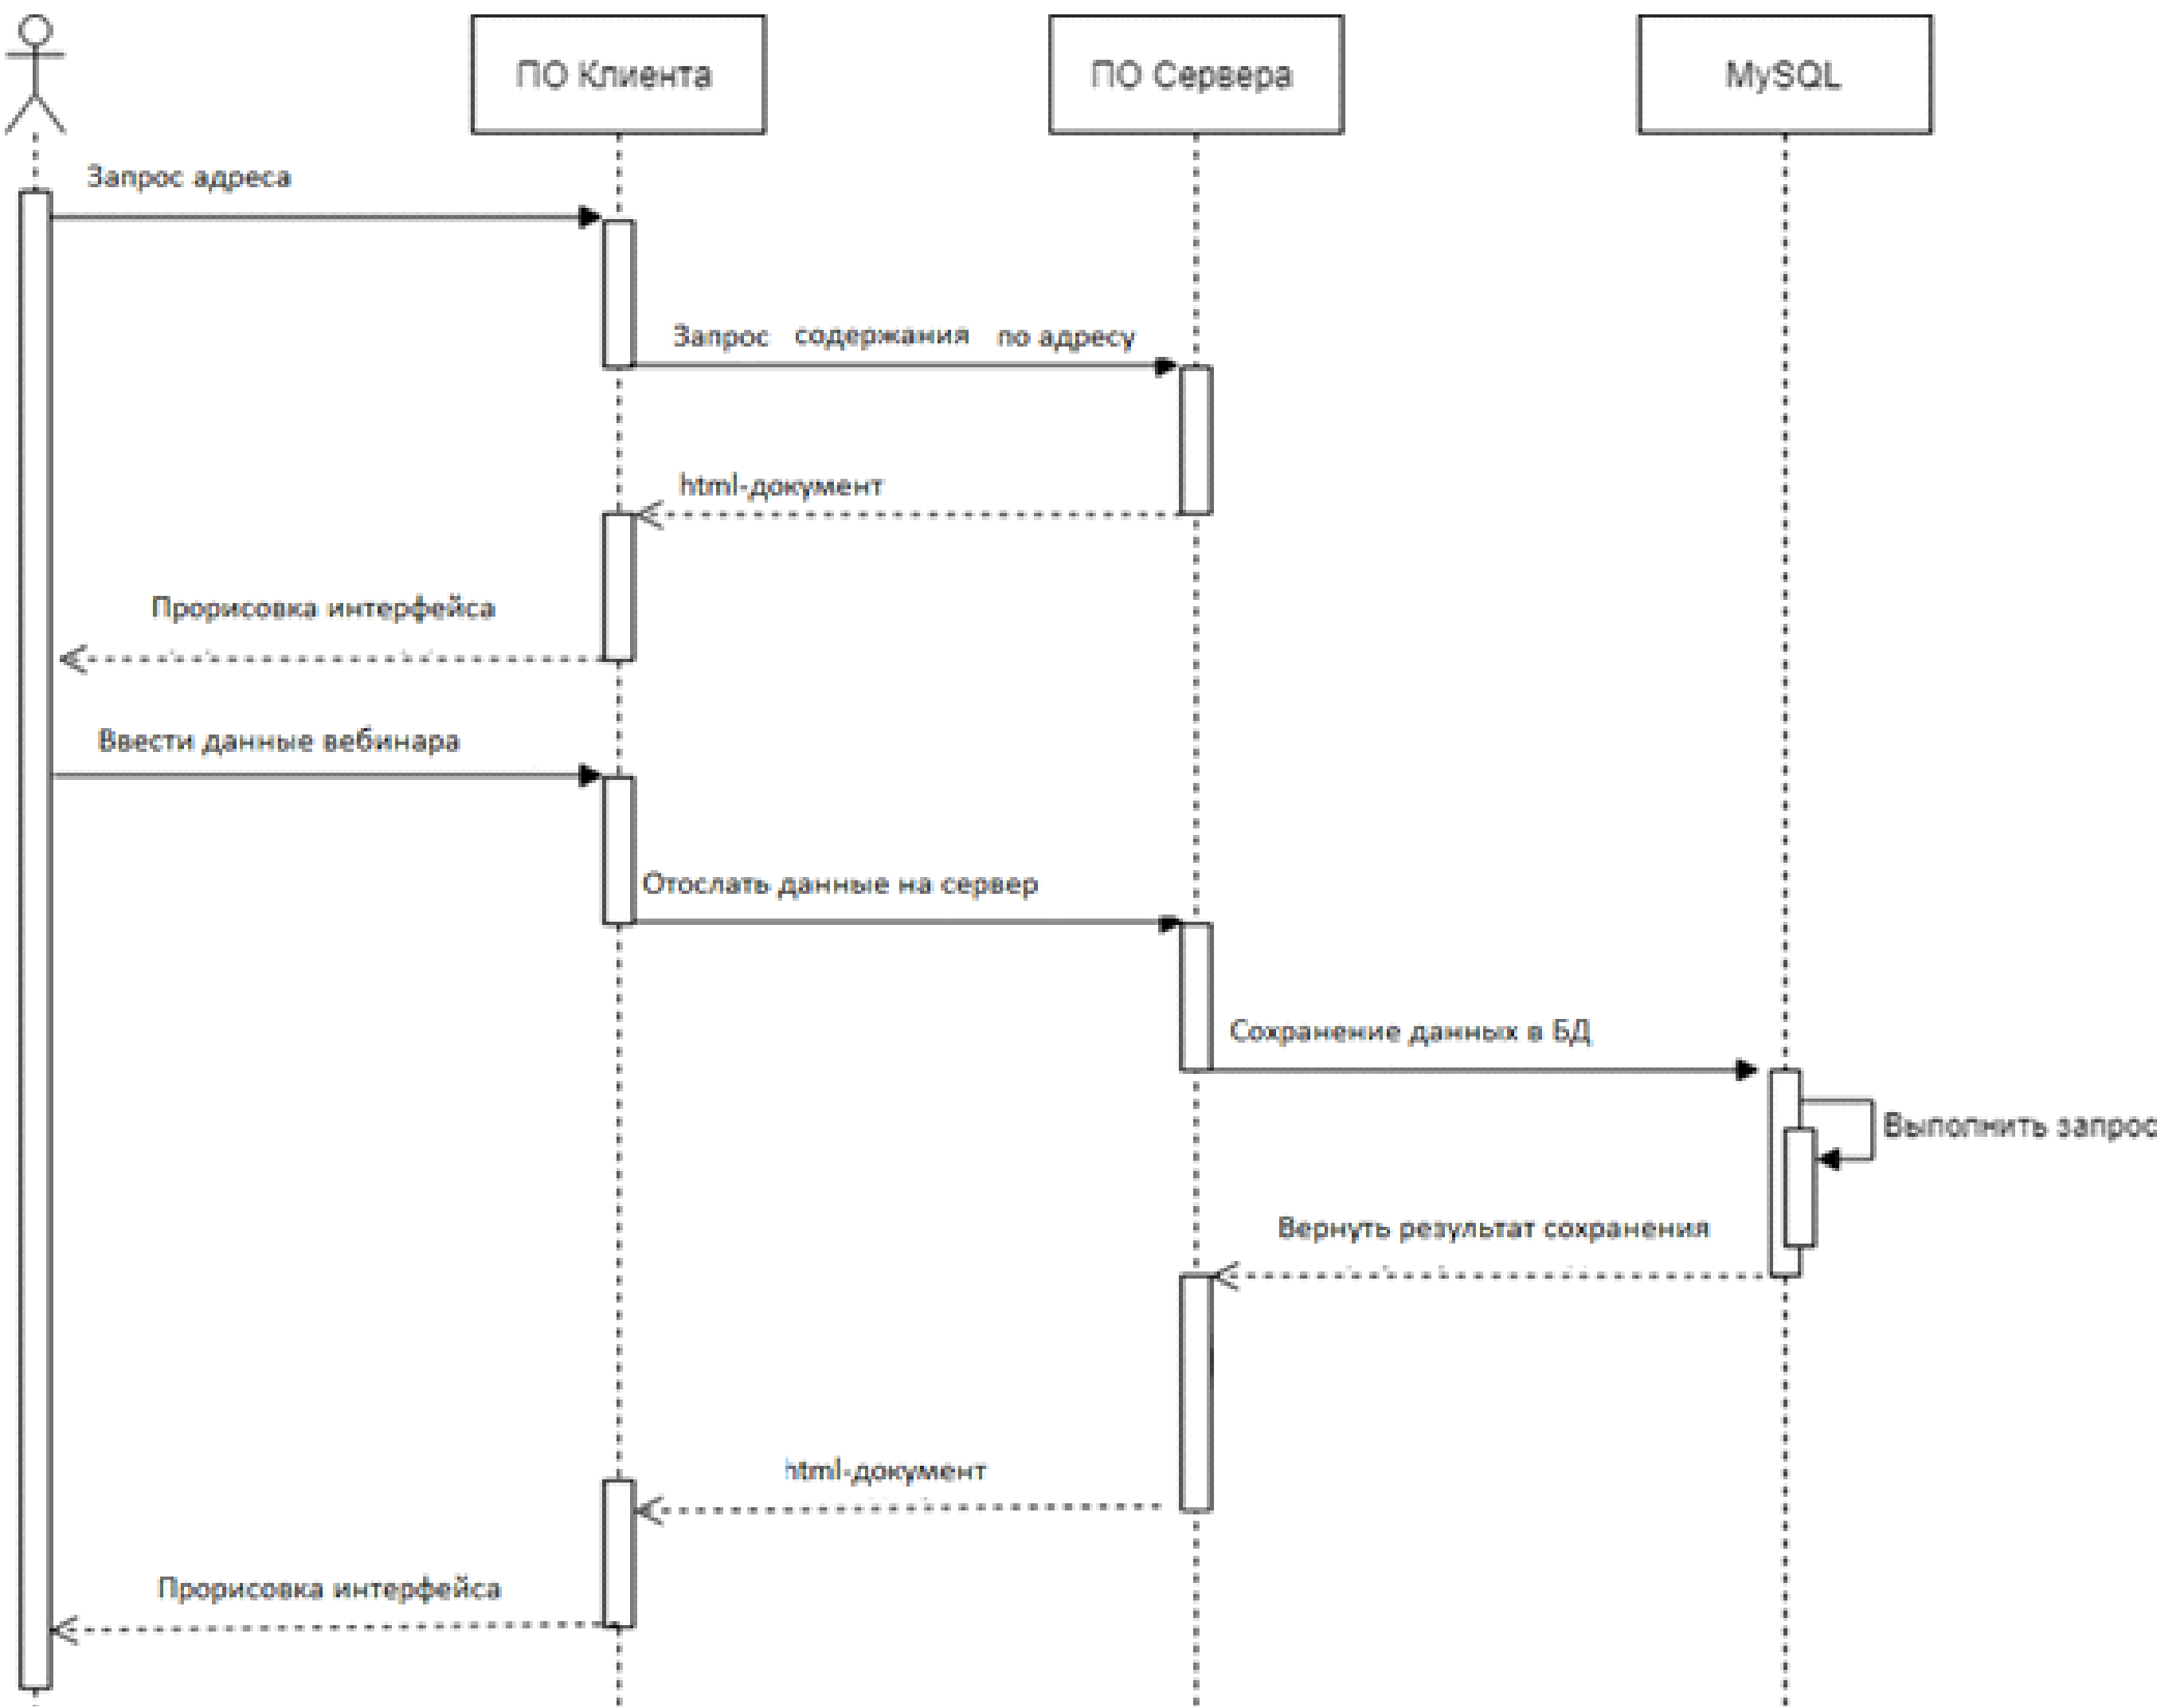 ПО Клиента
ПО Сервера
MySQL
Запрос адреса
Запрос содержания по адресу
html-документ
Прорисовка интерфейса
Ввести данные вебинара
Отослать данные на сервер
Сохранение данных в БД
Выполнить запрос
Вернуть результат сохранения
html-документ
Прорисовка интерфейса